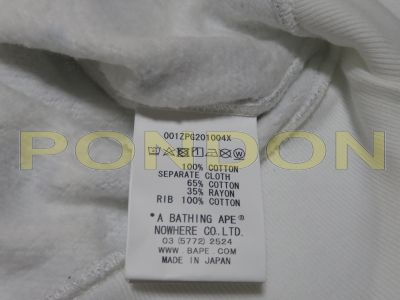 001ZPG201004X
100% COTTON
SEPARATE CLOTH
65% COTTON
35% RAYON
RIB 100% COTTON
"A BATHING APE®
NOWHERE CO.LTD.
03 (5772) 2524
WWW.BAPE.COM
MADE IN JAPAN